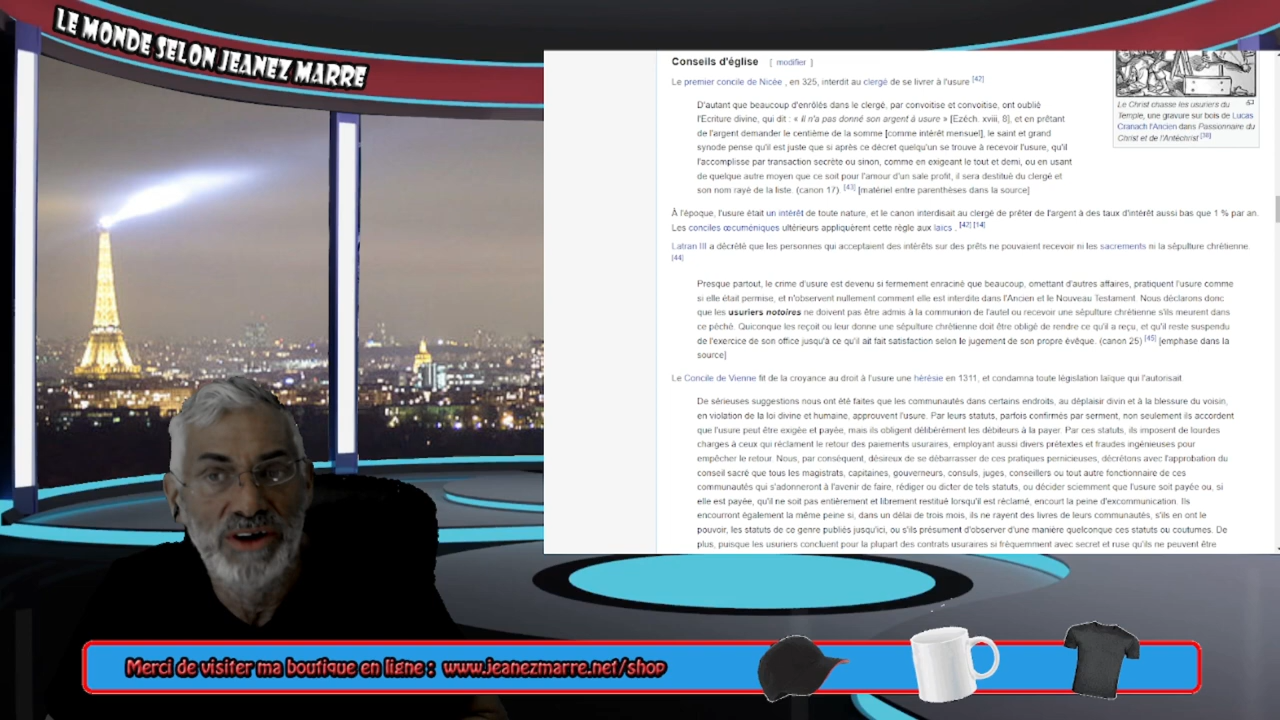 LE MONDE SELON JEANEZ MARRE
Conseils d'église [ modifier ]
Le premier concile de Nicée , en 325, interdit au clergé de se livrer à l'usure [42]
D'autant que beaucoup d'enrôlés dans le clergé, par convoitise et convoitise, ont oublié
l'Ecriture divine, qui dit : « Il n'a pas donné son argent à usure » [Ezéch. xviii, 8], et en prêtant
de l'argent demander le centième de la somme [comme intérêt mensuel], le saint et grand
synode pense qu'il est juste que si après ce décret quelqu'un se trouve à recevoir l'usure, qu'il
l'accomplisse par transaction secrète ou sinon, comme en exigeant le tout et demi, ou en usant
de quelque autre moyen que ce soit pour l'amour d'un sale profit, il sera destitué du clergé et
son nom rayé de la liste. (canon 17). [43] [matériel entre parenthèses dans la source]
Le Christ chasse les usuriers du
Temple, une gravure sur bois de Lucas
Cranach l'Ancien dans Passionnaire du
Christ et de l'Antéchrist
À l'époque, l'usure était un intérêt de toute nature, et le canon interdisait au clergé de prêter de l'argent à des taux d'intérêt aussi bas que 1 % par an.
Les conciles œcuméniques ultérieurs appliquèrent cette règle aux laïcs . [42] [14]
Latran III a décrété que les personnes qui acceptaient des intérêts sur des prêts ne pouvaient recevoir ni les sacrements ni la sépulture chrétienne.
[44]
Presque partout, le crime d'usure est devenu si fermement enraciné que beaucoup, omettant d'autres affaires, pratiquent l'usure comme
si elle était permise, et n'observent nullement comment elle est interdite dans l'Ancien et le Nouveau Testament. Nous déclarons donc
que les usuriers notoires ne doivent pas être admis à la communion de l'autel ou recevoir une sépulture chrétienne s'ils meurent dans
ce péché. Quiconque les reçoit ou leur donne une sépulture chrétienne doit être obligé de rendre ce qu'il a reçu, et qu'il reste suspendu
de l'exercice de son office jusqu'à ce qu'il ait fait satisfaction selon le jugement de son propre évêque. (canon 25) [45] [emphase dans la
source]
Le Concile de Vienne fit de la croyance au droit à l'usure une hérésie en 1311, et condamna toute législation laïque qui l'autorisait
De sérieuses suggestions nous ont été faites que les communautés dans certains endroits, au déplaisir divin et à la blessure du voisin,
en violation de la loi divine et humaine, approuvent l'usure. Par leurs statuts, parfois confirmés par serment, non seulement ils accordent
que l'usure peut être exigée et payée, mais ils obligent délibérément les débiteurs à la payer. Par ces statuts, ils imposent de lourdes
charges à ceux qui réclament le retour des paiements usuraires, employant aussi divers prétextes et fraudes ingénieuses pour
empêcher le retour. Nous, par conséquent, désireux de se débarrasser de ces pratiques pernicieuses, décrétons avec l'approbation du
conseil sacré que tous les magistrats, capitaines, gouverneurs, consuls, juges, conseillers ou tout autre fonctionnaire de ces
communautés qui s'adonneront à l'avenir de faire, rédiger ou dicter de tels statuts, ou décider sciemment que l'usure soit payée ou, si
elle est payée, qu'il ne soit pas entièrement et librement restitué lorsqu'il est réclamé, encourt la peine d'excommunication. Ils
encourront également la même peine si, dans un délai de trois mois, ils ne rayent des livres de leurs communautés, s'ils en ont le
pouvoir, les statuts de ce genre publiés jusqu'ici, ou s'ils présument d'observer d'une manière quelconque ces statuts ou coutumes. De
plus, puisque les usuriers concluent pour la plupart des contrats usuraires si fréquemment avec secret et ruse qu'ils ne peuvent être
Merci de visiter ma boutique en ligne : www.jeanezmarre.net/shop